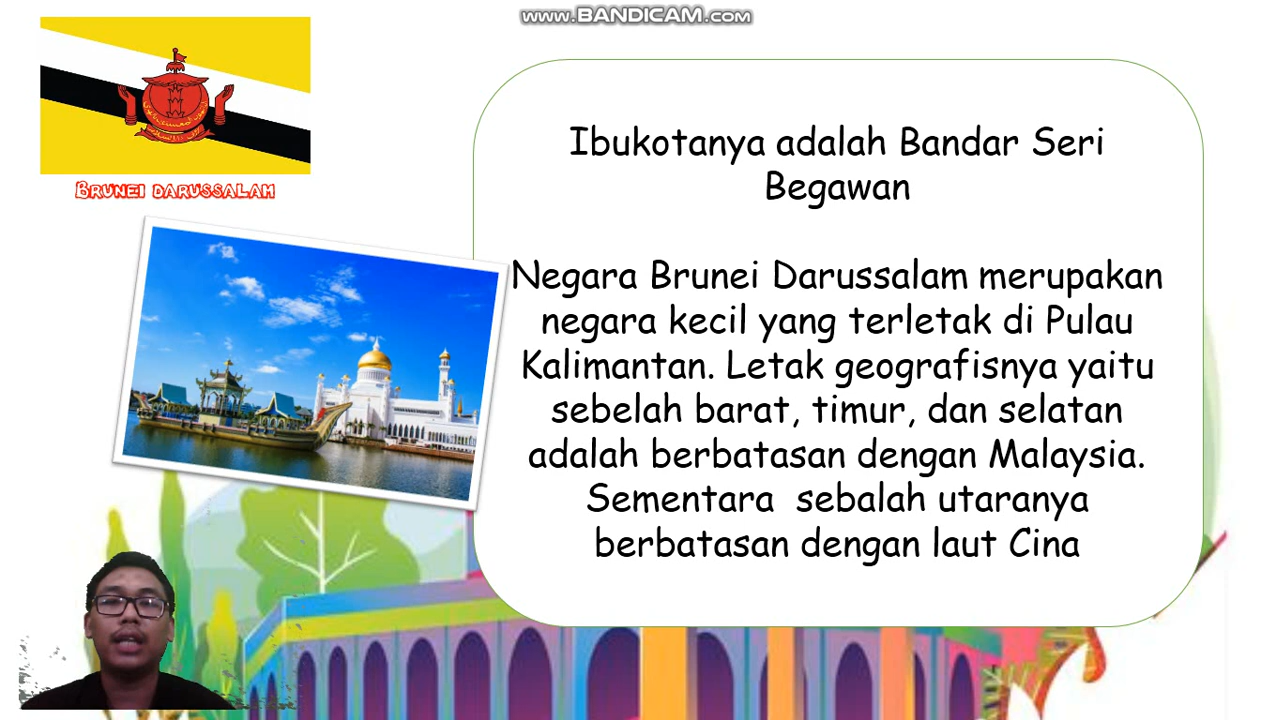 www.BANDICAM.com
BRUNEI DARUSSALAM
Ibukotanya adalah Bandar Seri
Begawan
Negara Brunei Darussalam merupakan
negara kecil yang terletak di Pulau
Kalimantan. Letak geografisnya yaitu
sebelah barat, timur, dan selatan
adalah berbatasan dengan Malaysia.
Sementara sebalah utaranya
berbatasan dengan laut Cina